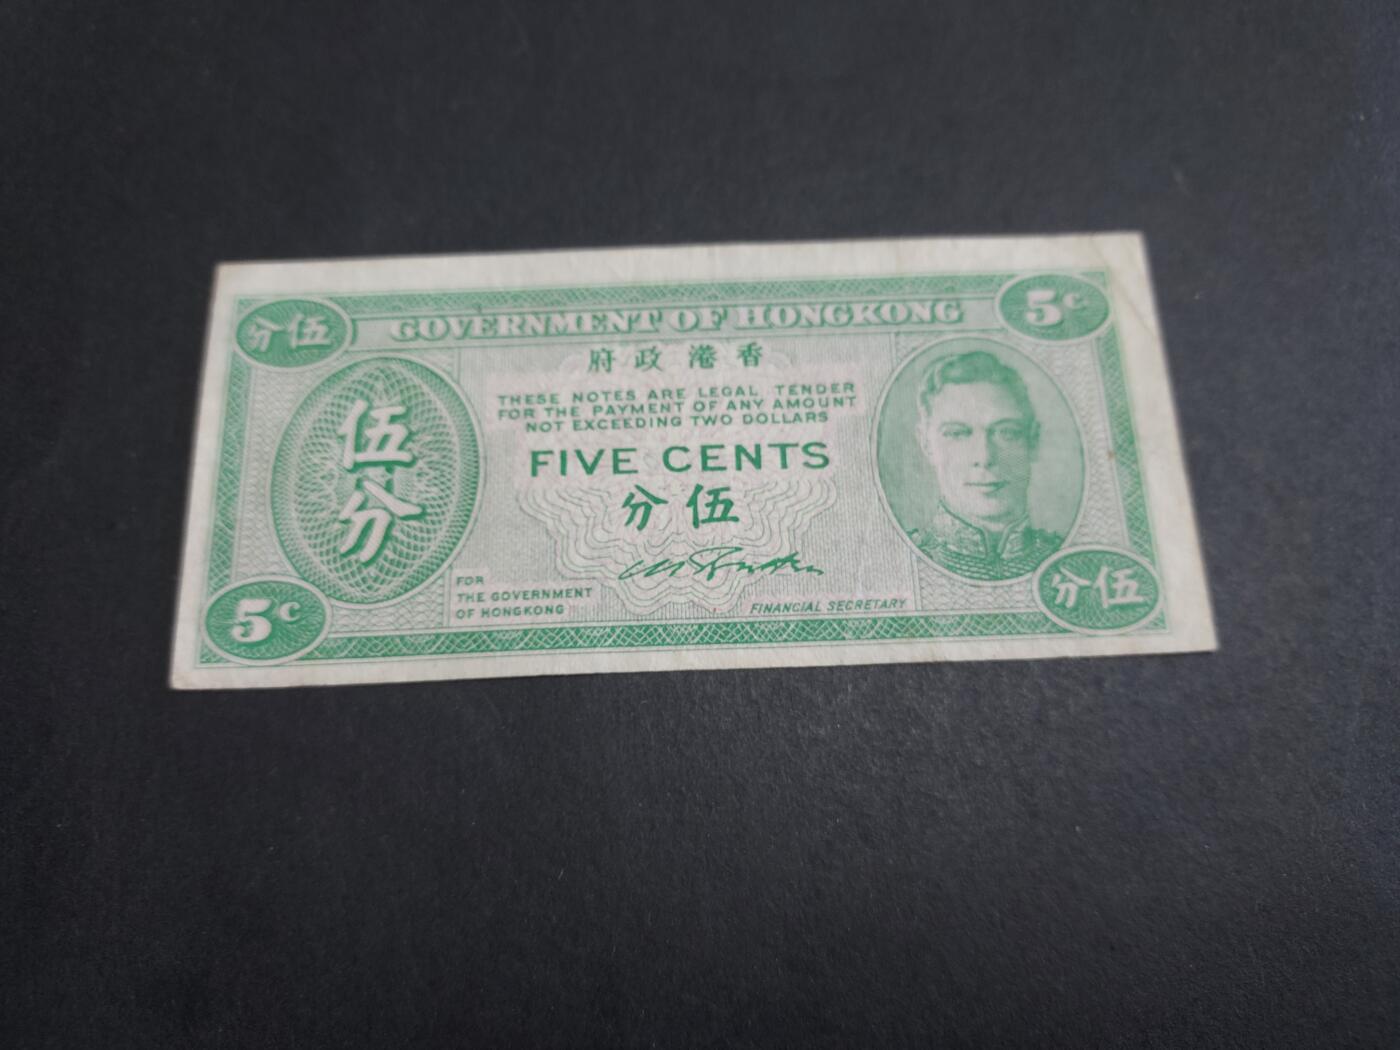 分伍
GOVERNMENT OF HONGKONG
5c
府政港香
THESE NOTES ARE LEGAL TENDER
FOR THE PAYMENT OF ANY AMOUNT
NOT EXCEEDING TWO DOLLARS
伍分
FIVE CENTS
分伍
FOR
THE GOVERNMENT
OF HONGKONG
FINANCIAL SECRETARY
5c
分伍